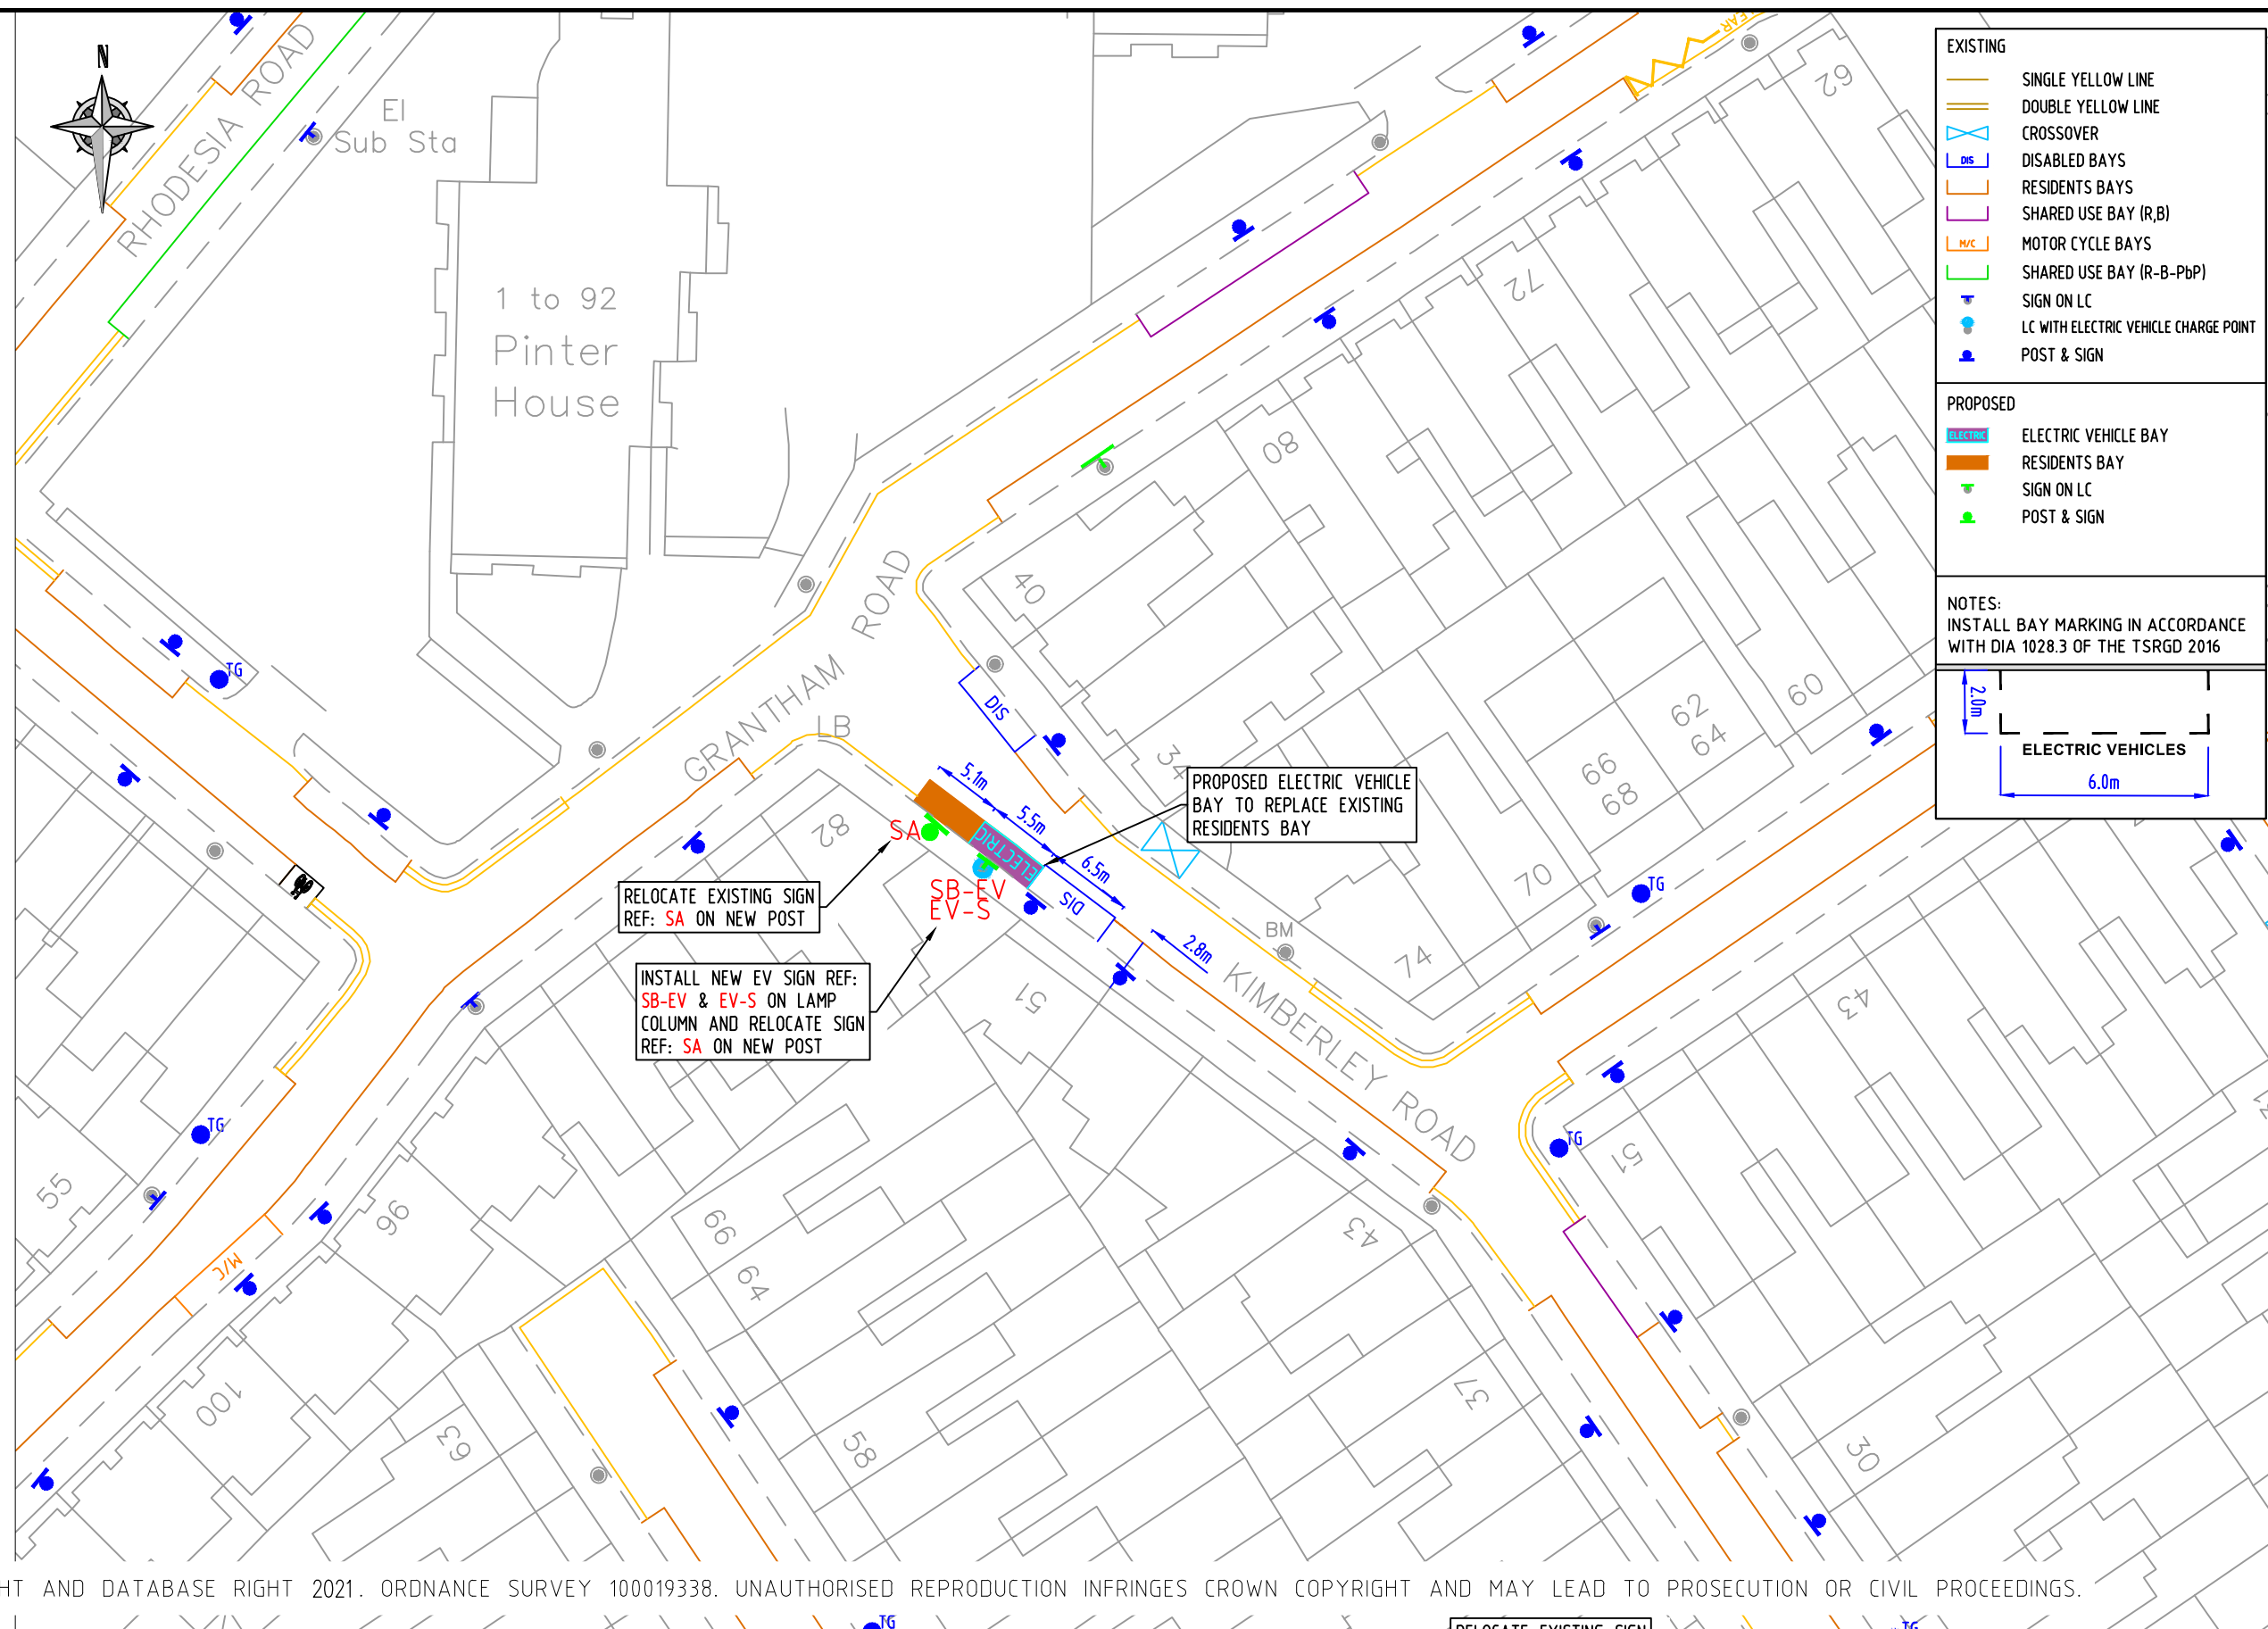 N
RHODESIA ROAD
El
Sub Sta
1 to 92
Pinter
House
62
72
80
40
34
82
LB
GRANTHAM ROAD
DIS
TG
5.1m
5.5m
6.5m
2.8m
ELECTRIC
DIS
SA
SB-EV
EV-S
PROPOSED ELECTRIC VEHICLE
BAY TO REPLACE EXISTING
RESIDENTS BAY
RELOCATE EXISTING SIGN
REF: SA ON NEW POST
INSTALL NEW EV SIGN REF:
SB-EV & EV-S ON LAMP
COLUMN AND RELOCATE SIGN
REF: SA ON NEW POST
62
64
60
66
68
70
74
BM
TG
KIMBERLEY ROAD
51
43
TG
51
43
37
30
TG
55
96
M/C
100
63
66
64
58
EXISTING
SINGLE YELLOW LINE
DOUBLE YELLOW LINE
CROSSOVER
DIS DISABLED BAYS
RESIDENTS BAYS
SHARED USE BAY (R,B)
M/C MOTOR CYCLE BAYS
SHARED USE BAY (R-B-PbP)
SIGN ON LC
LC WITH ELECTRIC VEHICLE CHARGE POINT
POST & SIGN
PROPOSED
ELECTRIC ELECTRIC VEHICLE BAY
RESIDENTS BAY
SIGN ON LC
POST & SIGN
NOTES:
INSTALL BAY MARKING IN ACCORDANCE
WITH DIA 1028.3 OF THE TSRGD 2016
2.0m
ELECTRIC VEHICLES
6.0m
HT AND DATABASE RIGHT 2021. ORDNANCE SURVEY 100019338. UNAUTHORISED REPRODUCTION INFRINGES CROWN COPYRIGHT AND MAY LEAD TO PROSECUTION OR CIVIL PROCEEDINGS.
TG
RELOCATE EXISTING SIGN
TG